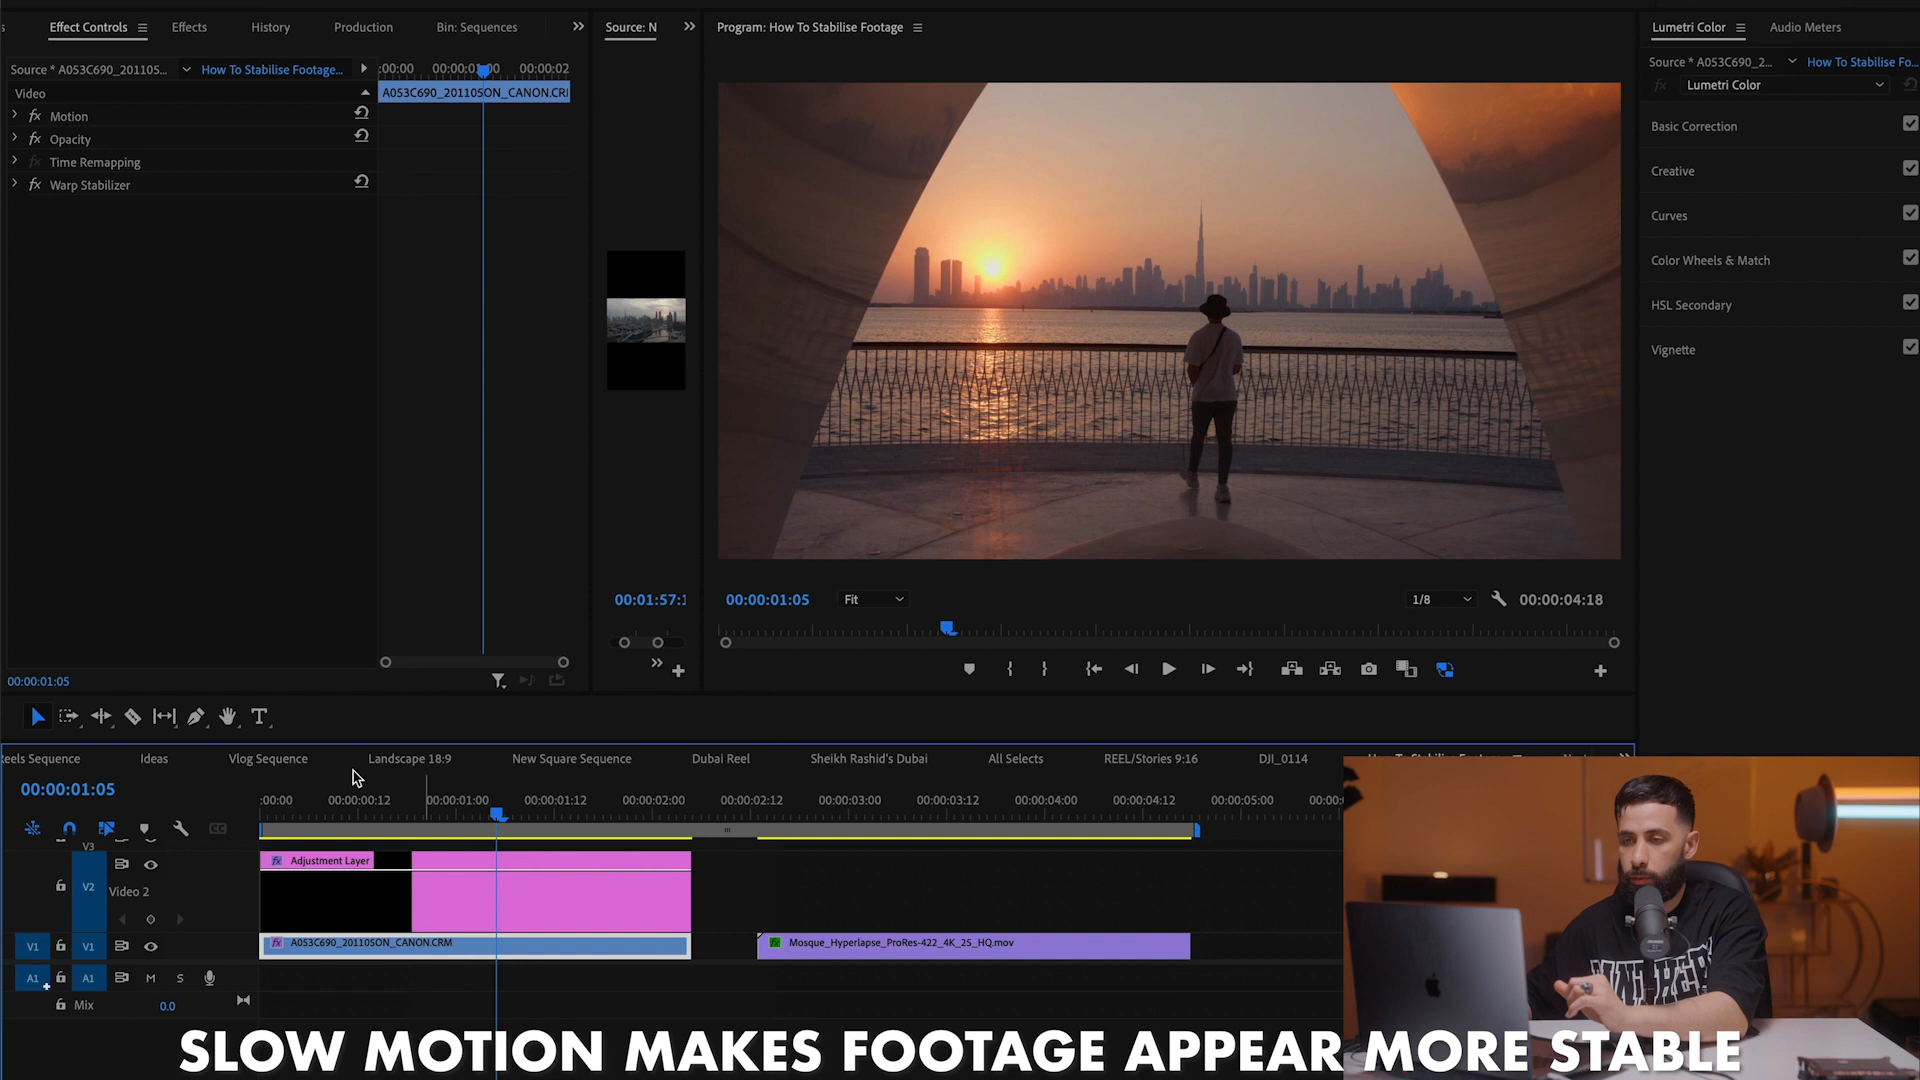 Effect Controls
Effects
History
Production
Bin: Sequences
Source: N
Program: How To Stabilise Footage
Lumetri Color
Audio Meters
Source * A053C690_201105...
How To Stabilise Footage...
:00:00
00:00:01:00
00:00:02
Source * A053C690_2...
How To Stabilise Fo...
fx Lumetri Color
Video
A053C690_201105ON_CANON.CRM
fx Motion
fx Opacity
fx Time Remapping
fx Warp Stabilizer
Basic Correction
Creative
Curves
Color Wheels & Match
HSL Secondary
Vignette
00:01:57:1
00:00:01:05
Fit
1/8
00:00:04:18
00:00:01:05
T
Reels Sequence
Ideas
Vlog Sequence
Landscape 18:9
New Square Sequence
Dubai Reel
Sheikh Rashid's Dubai
All Selects
REEL/Stories 9:16
DJI_0114
00:00:01:05
:00:00
00:00:00:12
00:00:01:00
00:00:01:12
00:00:02:00
00:00:02:12
00:00:03:00
00:00:03:12
00:00:04:00
00:00:04:12
00:00:05:00
00:00:
CC
V3
fx Adjustment Layer
V2
Video 2
V1
V1
fx A053C690_201105ON_CANON.CRM
fx Mosque_Hyperlapse_ProRes-422_4K_25_HQ.mov
A1
A1
M
S
Mix
0.0
SLOW MOTION MAKES FOOTAGE APPEAR MORE STABLE